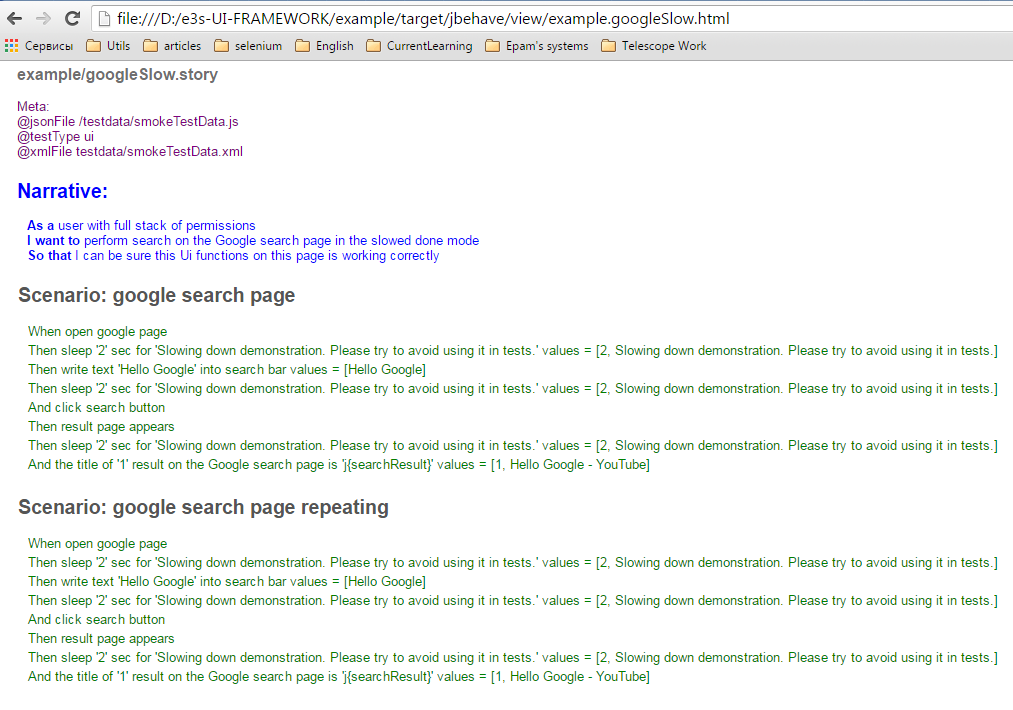 file:///D:/e3s-UI-FRAMEWORK/example/target/jbehave/view/example.googleSlow.html
Сервисы Utils articles selenium English CurrentLearning Epam's systems Telescope Work
example/googleSlow.story
Meta:
@jsonFile /testdata/smokeTestData.js
@testType ui
@xmlFile testdata/smokeTestData.xml
Narrative:
As a user with full stack of permissions
I want to perform search on the Google search page in the slowed done mode
So that I can be sure this Ui functions on this page is working correctly
Scenario: google search page
When open google page
Then sleep '2' sec for 'Slowing down demonstration. Please try to avoid using it in tests.' values = [2, Slowing down demonstration. Please try to avoid using it in tests.]
Then write text 'Hello Google' into search bar values = [Hello Google]
Then sleep '2' sec for 'Slowing down demonstration. Please try to avoid using it in tests.' values = [2, Slowing down demonstration. Please try to avoid using it in tests.]
And click search button
Then result page appears
Then sleep '2' sec for 'Slowing down demonstration. Please try to avoid using it in tests.' values = [2, Slowing down demonstration. Please try to avoid using it in tests.]
And the title of '1' result on the Google search page is 'j{searchResult}' values = [1, Hello Google - YouTube]
Scenario: google search page repeating
When open google page
Then sleep '2' sec for 'Slowing down demonstration. Please try to avoid using it in tests.' values = [2, Slowing down demonstration. Please try to avoid using it in tests.]
Then write text 'Hello Google' into search bar values = [Hello Google]
Then sleep '2' sec for 'Slowing down demonstration. Please try to avoid using it in tests.' values = [2, Slowing down demonstration. Please try to avoid using it in tests.]
And click search button
Then result page appears
Then sleep '2' sec for 'Slowing down demonstration. Please try to avoid using it in tests.' values = [2, Slowing down demonstration. Please try to avoid using it in tests.]
And the title of '1' result on the Google search page is 'j{searchResult}' values = [1, Hello Google - YouTube]